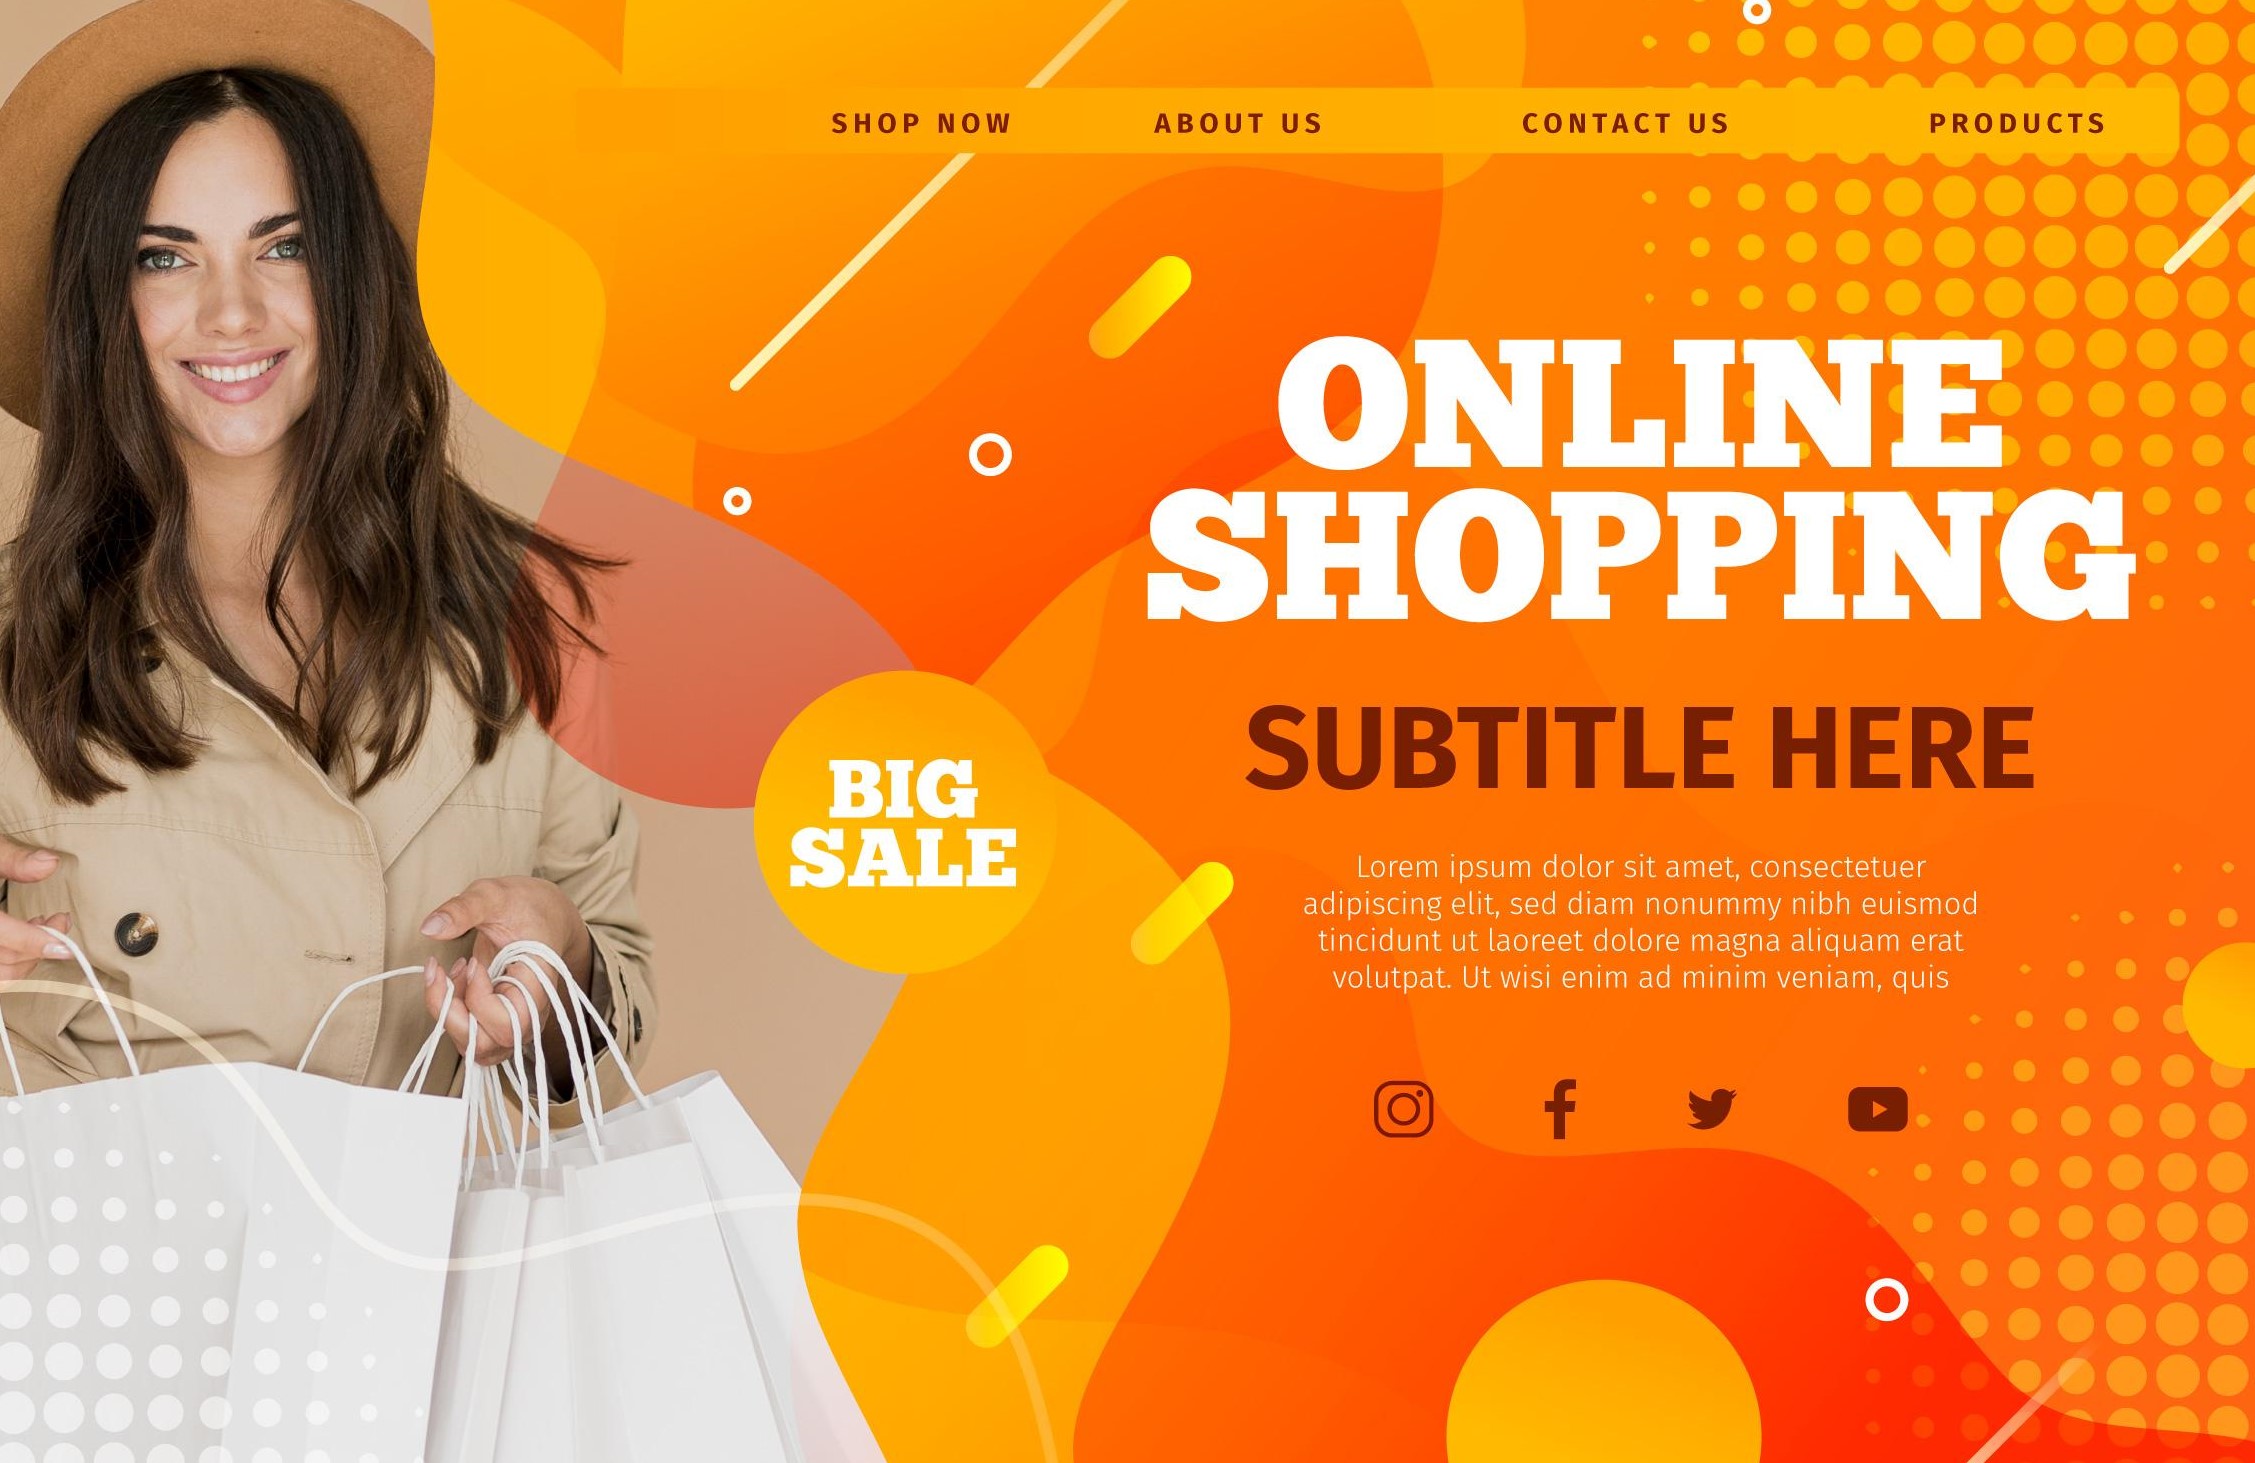 SHOP NOW ABOUT US CONTACT US PRODUCTS
ONLINE
SHOPPING
SUBTITLE HERE
BIG
SALE
Lorem ipsum dolor sit amet, consectetuer
adipiscing elit, sed diam nonummy nibh euismod
tincidunt ut laoreet dolore magna aliquam erat
volutpat. Ut wisi enim ad minim veniam, quis